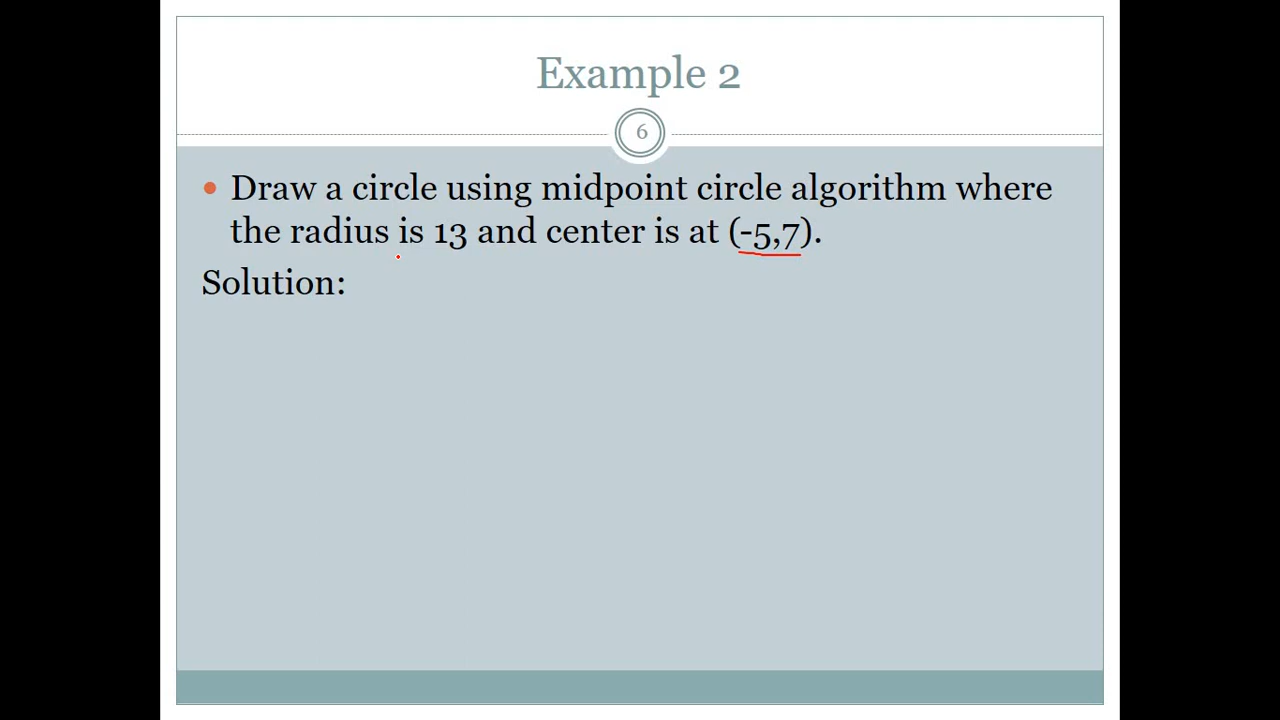 Example 2
6
• Draw a circle using midpoint circle algorithm where
the radius is 13 and center is at (-5,7).
Solution: